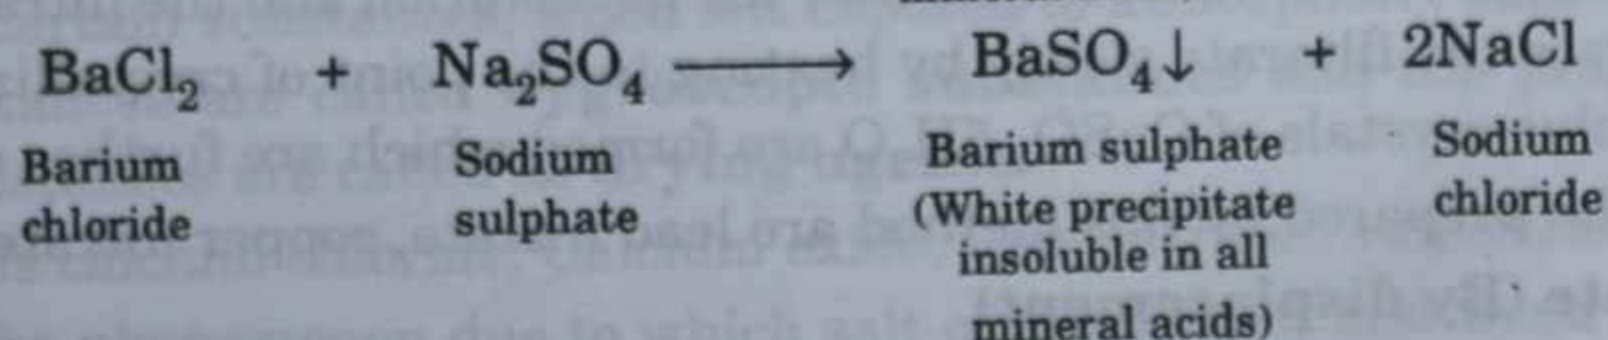 BaCl₂ + Na₂SO₄ ⟶ BaSO₄↓ + 2NaCl
Barium chloride
Sodium sulphate
Barium sulphate
(White precipitate
insoluble in all
mineral acids)
Sodium chloride